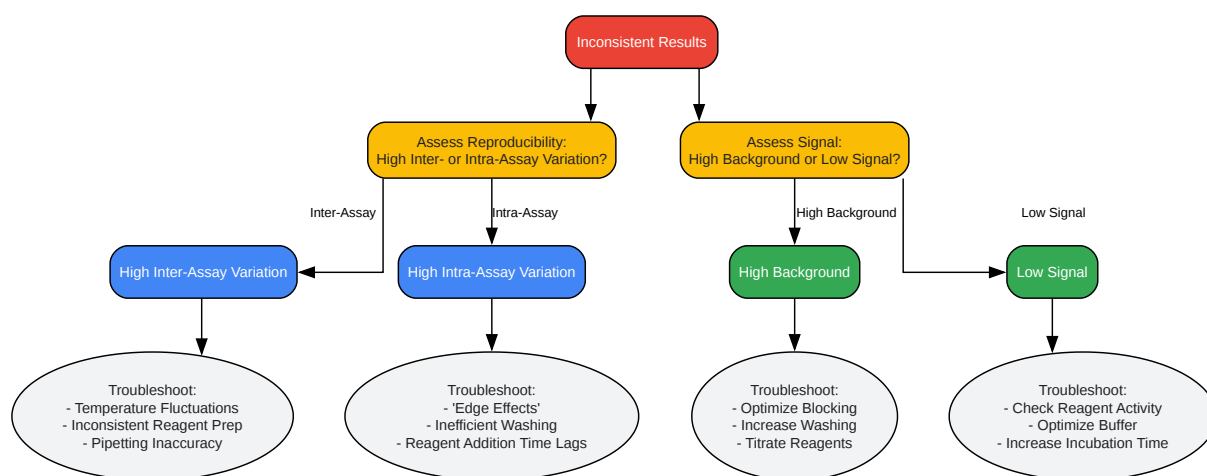 Inconsistent Results
Assess Reproducibility:
High Inter- or Intra-Assay Variation?
Assess Signal:
High Background or Low Signal?
Inter-Assay
Intra-Assay
High Background
Low Signal
High Inter-Assay Variation
High Intra-Assay Variation
High Background
Low Signal
Troubleshoot:
- Temperature Fluctuations
- Inconsistent Reagent Prep
- Pipetting Inaccuracy
Troubleshoot:
- 'Edge Effects'
- Inefficient Washing
- Reagent Addition Time Lags
Troubleshoot:
- Optimize Blocking
- Increase Washing
- Titrate Reagents
Troubleshoot:
- Check Reagent Activity
- Optimize Buffer
- Increase Incubation Time